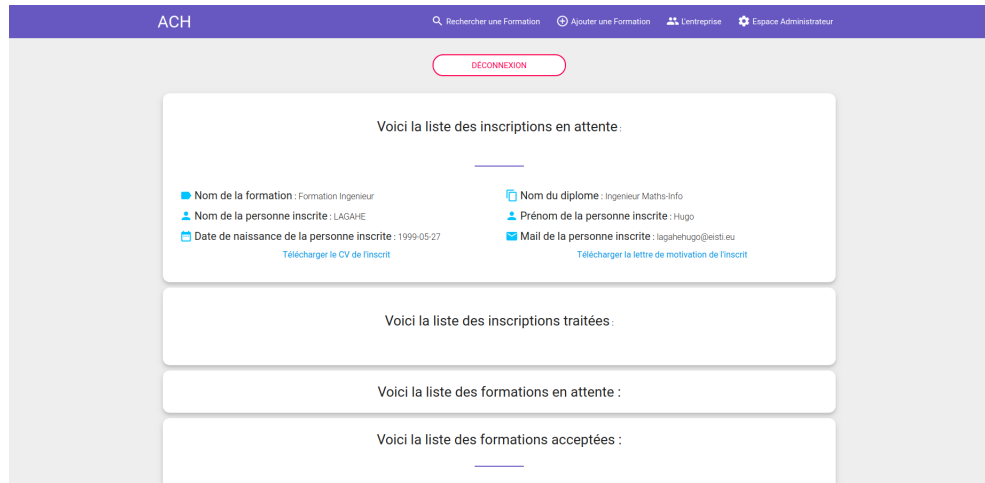 ACH Rechercher une Formation Ajouter une Formation L'entreprise Espace Administrateur
DÉCONNEXION
Voici la liste des inscriptions en attente :
Nom de la formation : Formation Ingenieur
Nom du diplome : Ingenieur Maths-Info
Nom de la personne inscrite : LAGAHE
Prénom de la personne inscrite : Hugo
Date de naissance de la personne inscrite : 1999-05-27
Mail de la personne inscrite : lagahehugo@eisti.eu
Télécharger le CV de l'inscrit
Télécharger la lettre de motivation de l'inscrit
Voici la liste des inscriptions traitées :
Voici la liste des formations en attente :
Voici la liste des formations acceptées :